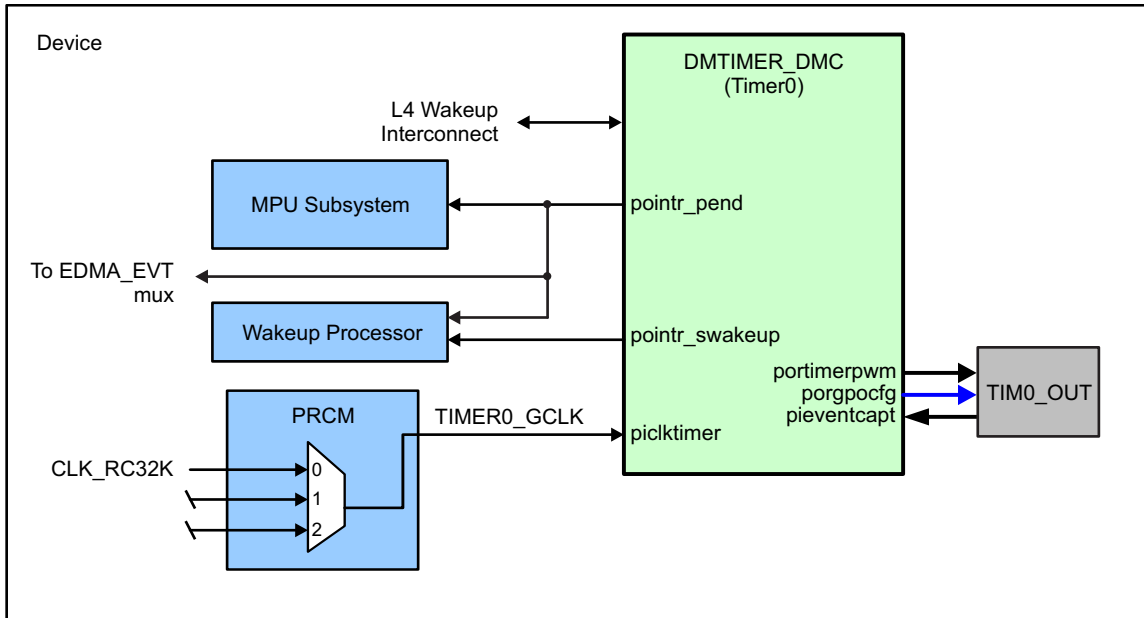 Device
DMTIMER_DMC
(Timer0)
L4 Wakeup
Interconnect
MPU Subsystem
pointr_pend
To EDMA_EVT
mux
Wakeup Processor
pointr_swakeup
portimerpwm
porgpocfg
pieventcapt
TIM0_OUT
PRCM
TIMER0_GCLK
piclktimer
CLK_RC32K
0
1
2